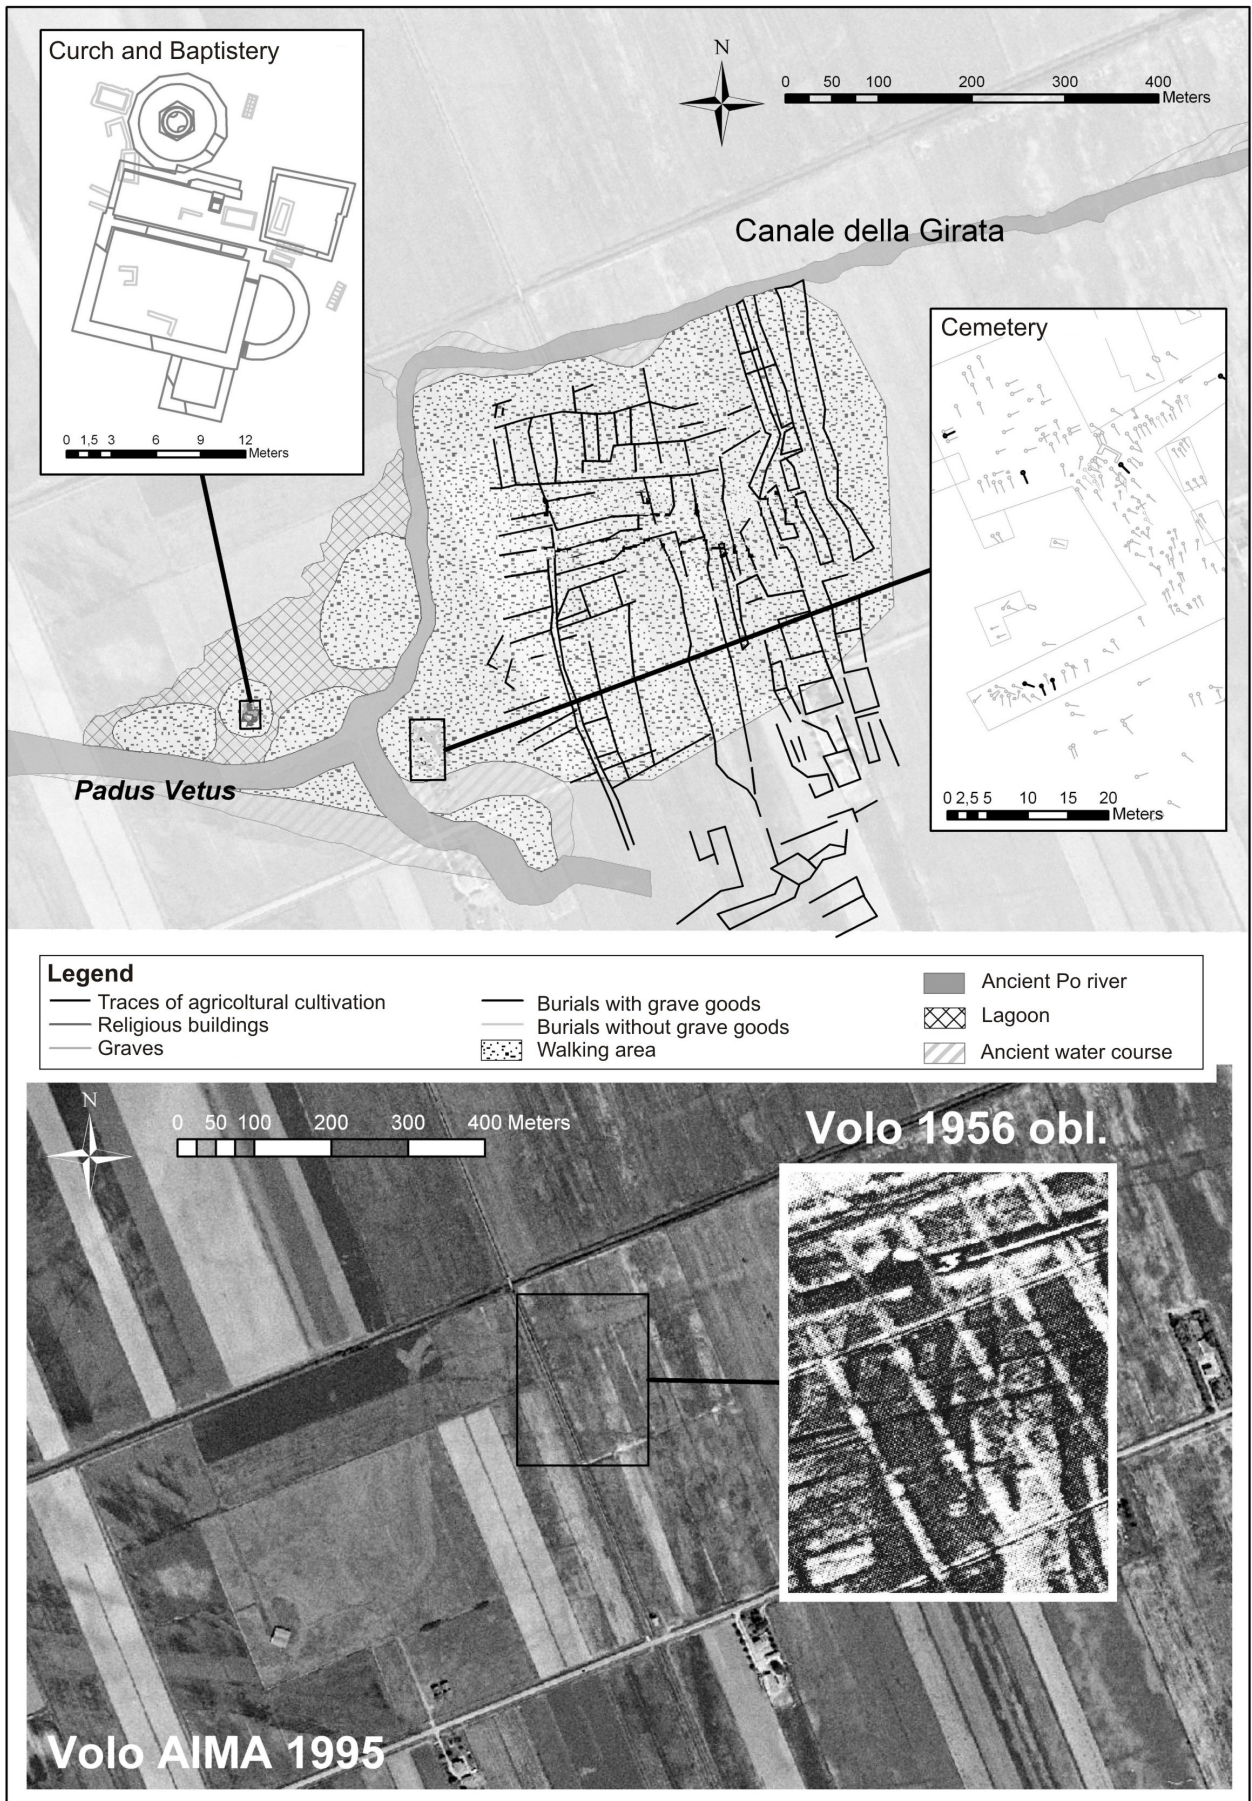 Curch and Baptistery
0 1,5 3 6 9 12
Meters
N
0 50 100 200 300 400
Meters
Canale della Girata
Cemetery
0 2,5 5 10 15 20
Meters
Padus Vetus
Legend
Traces of agricoltural cultivation
Religious buildings
Graves
Burials with grave goods
Burials without grave goods
Walking area
Ancient Po river
Lagoon
Ancient water course
N
0 50 100 200 300 400 Meters
Volo 1956 obl.
Volo AIMA 1995